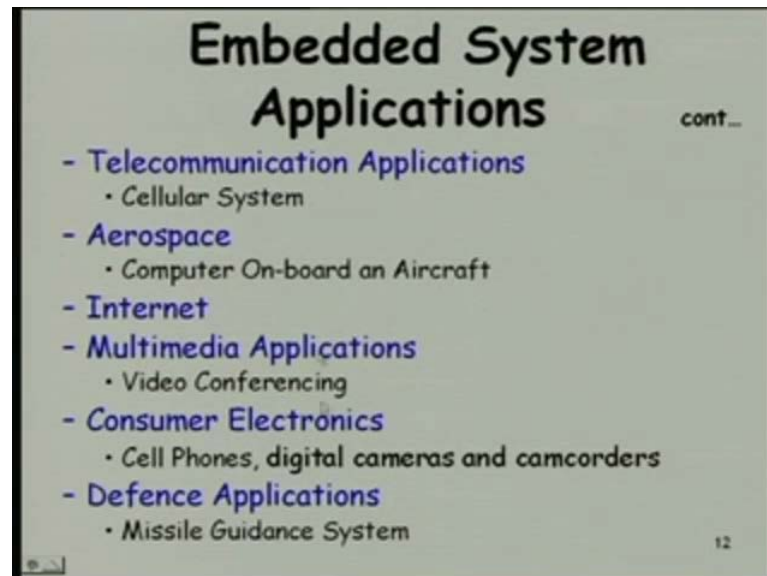 Embedded System
Applications cont...
- Telecommunication Applications
• Cellular System
- Aerospace
• Computer On-board an Aircraft
- Internet
- Multimedia Applications
• Video Conferencing
- Consumer Electronics
• Cell Phones, digital cameras and camcorders
- Defence Applications
• Missile Guidance System
12